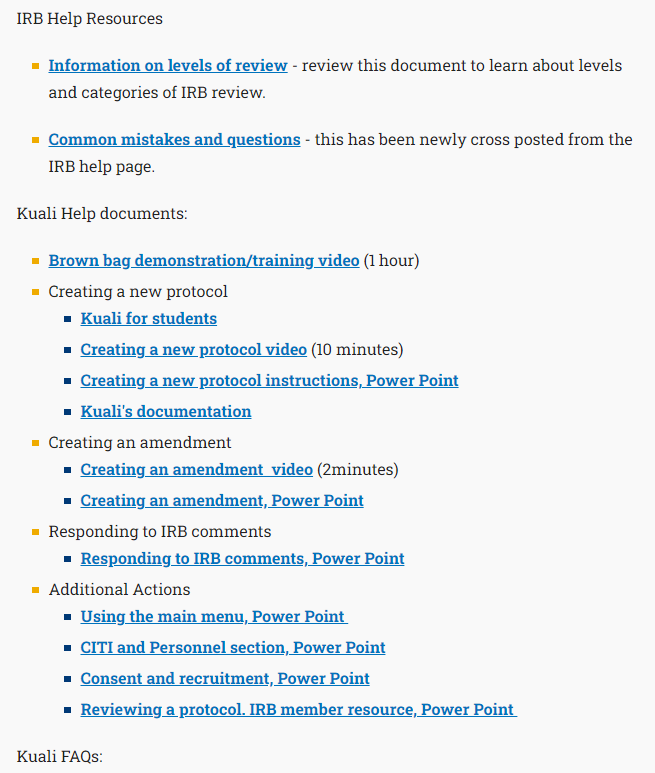 IRB Help Resources
Information on levels of review - review this document to learn about levels
and categories of IRB review.
Common mistakes and questions - this has been newly cross posted from the
IRB help page.
Kuali Help documents:
Brown bag demonstration/training video (1 hour)
Creating a new protocol
Kuali for students
Creating a new protocol video (10 minutes)
Creating a new protocol instructions, Power Point
Kuali's documentation
Creating an amendment
Creating an amendment  video (2minutes)
Creating an amendment, Power Point
Responding to IRB comments
Responding to IRB comments, Power Point
Additional Actions
Using the main menu, Power Point
CITI and Personnel section, Power Point
Consent and recruitment, Power Point
Reviewing a protocol. IRB member resource, Power Point
Kuali FAQs: